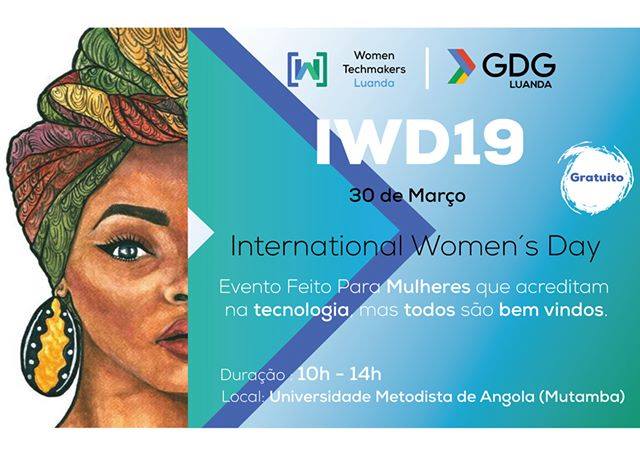 Women
Techmakers
Luanda
GDG
LUANDA
IWD19
30 de Março
Gratuito
International Women´s Day
Evento Feito Para Mulheres que acreditam
na tecnologia, mas todos são bem vindos.
Duração : 10h - 14h
Local: Universidade Metodista de Angola (Mutamba)